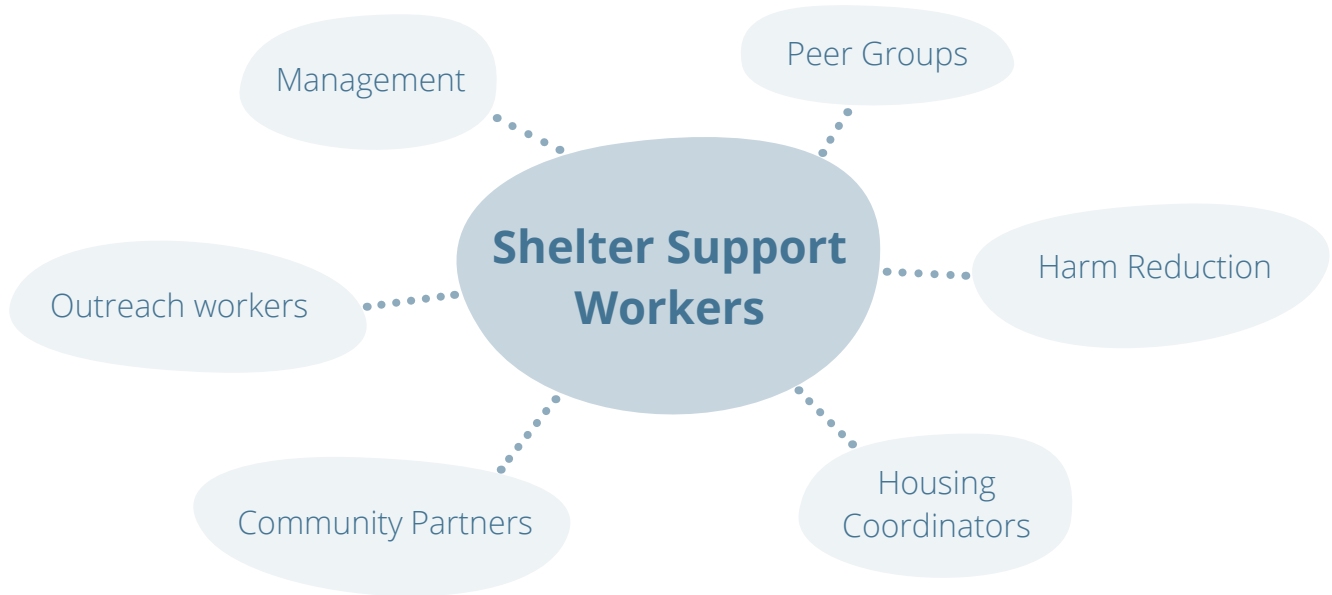 Management
Peer Groups
Shelter Support
Workers
Harm Reduction
Outreach workers
Housing
Coordinators
Community Partners